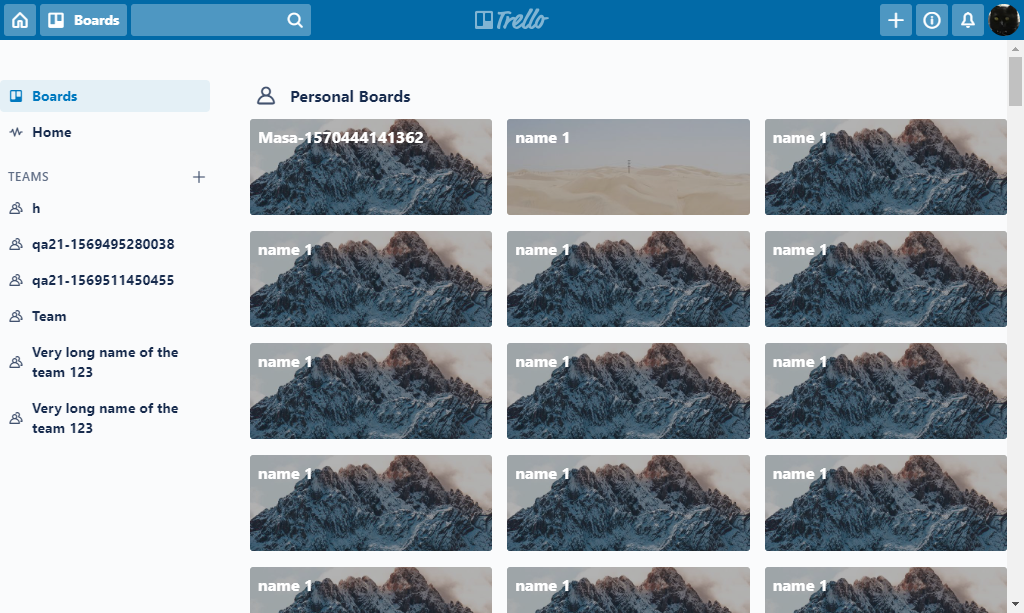 Boards
Trello
Boards
Home
TEAMS
h
qa21-1569495280038
qa21-1569511450455
Team
Very long name of the
team 123
Very long name of the
team 123
Personal Boards
Masa-1570444141362
name 1
name 1
name 1
name 1
name 1
name 1
name 1
name 1
name 1
name 1
name 1
name 1
name 1
name 1